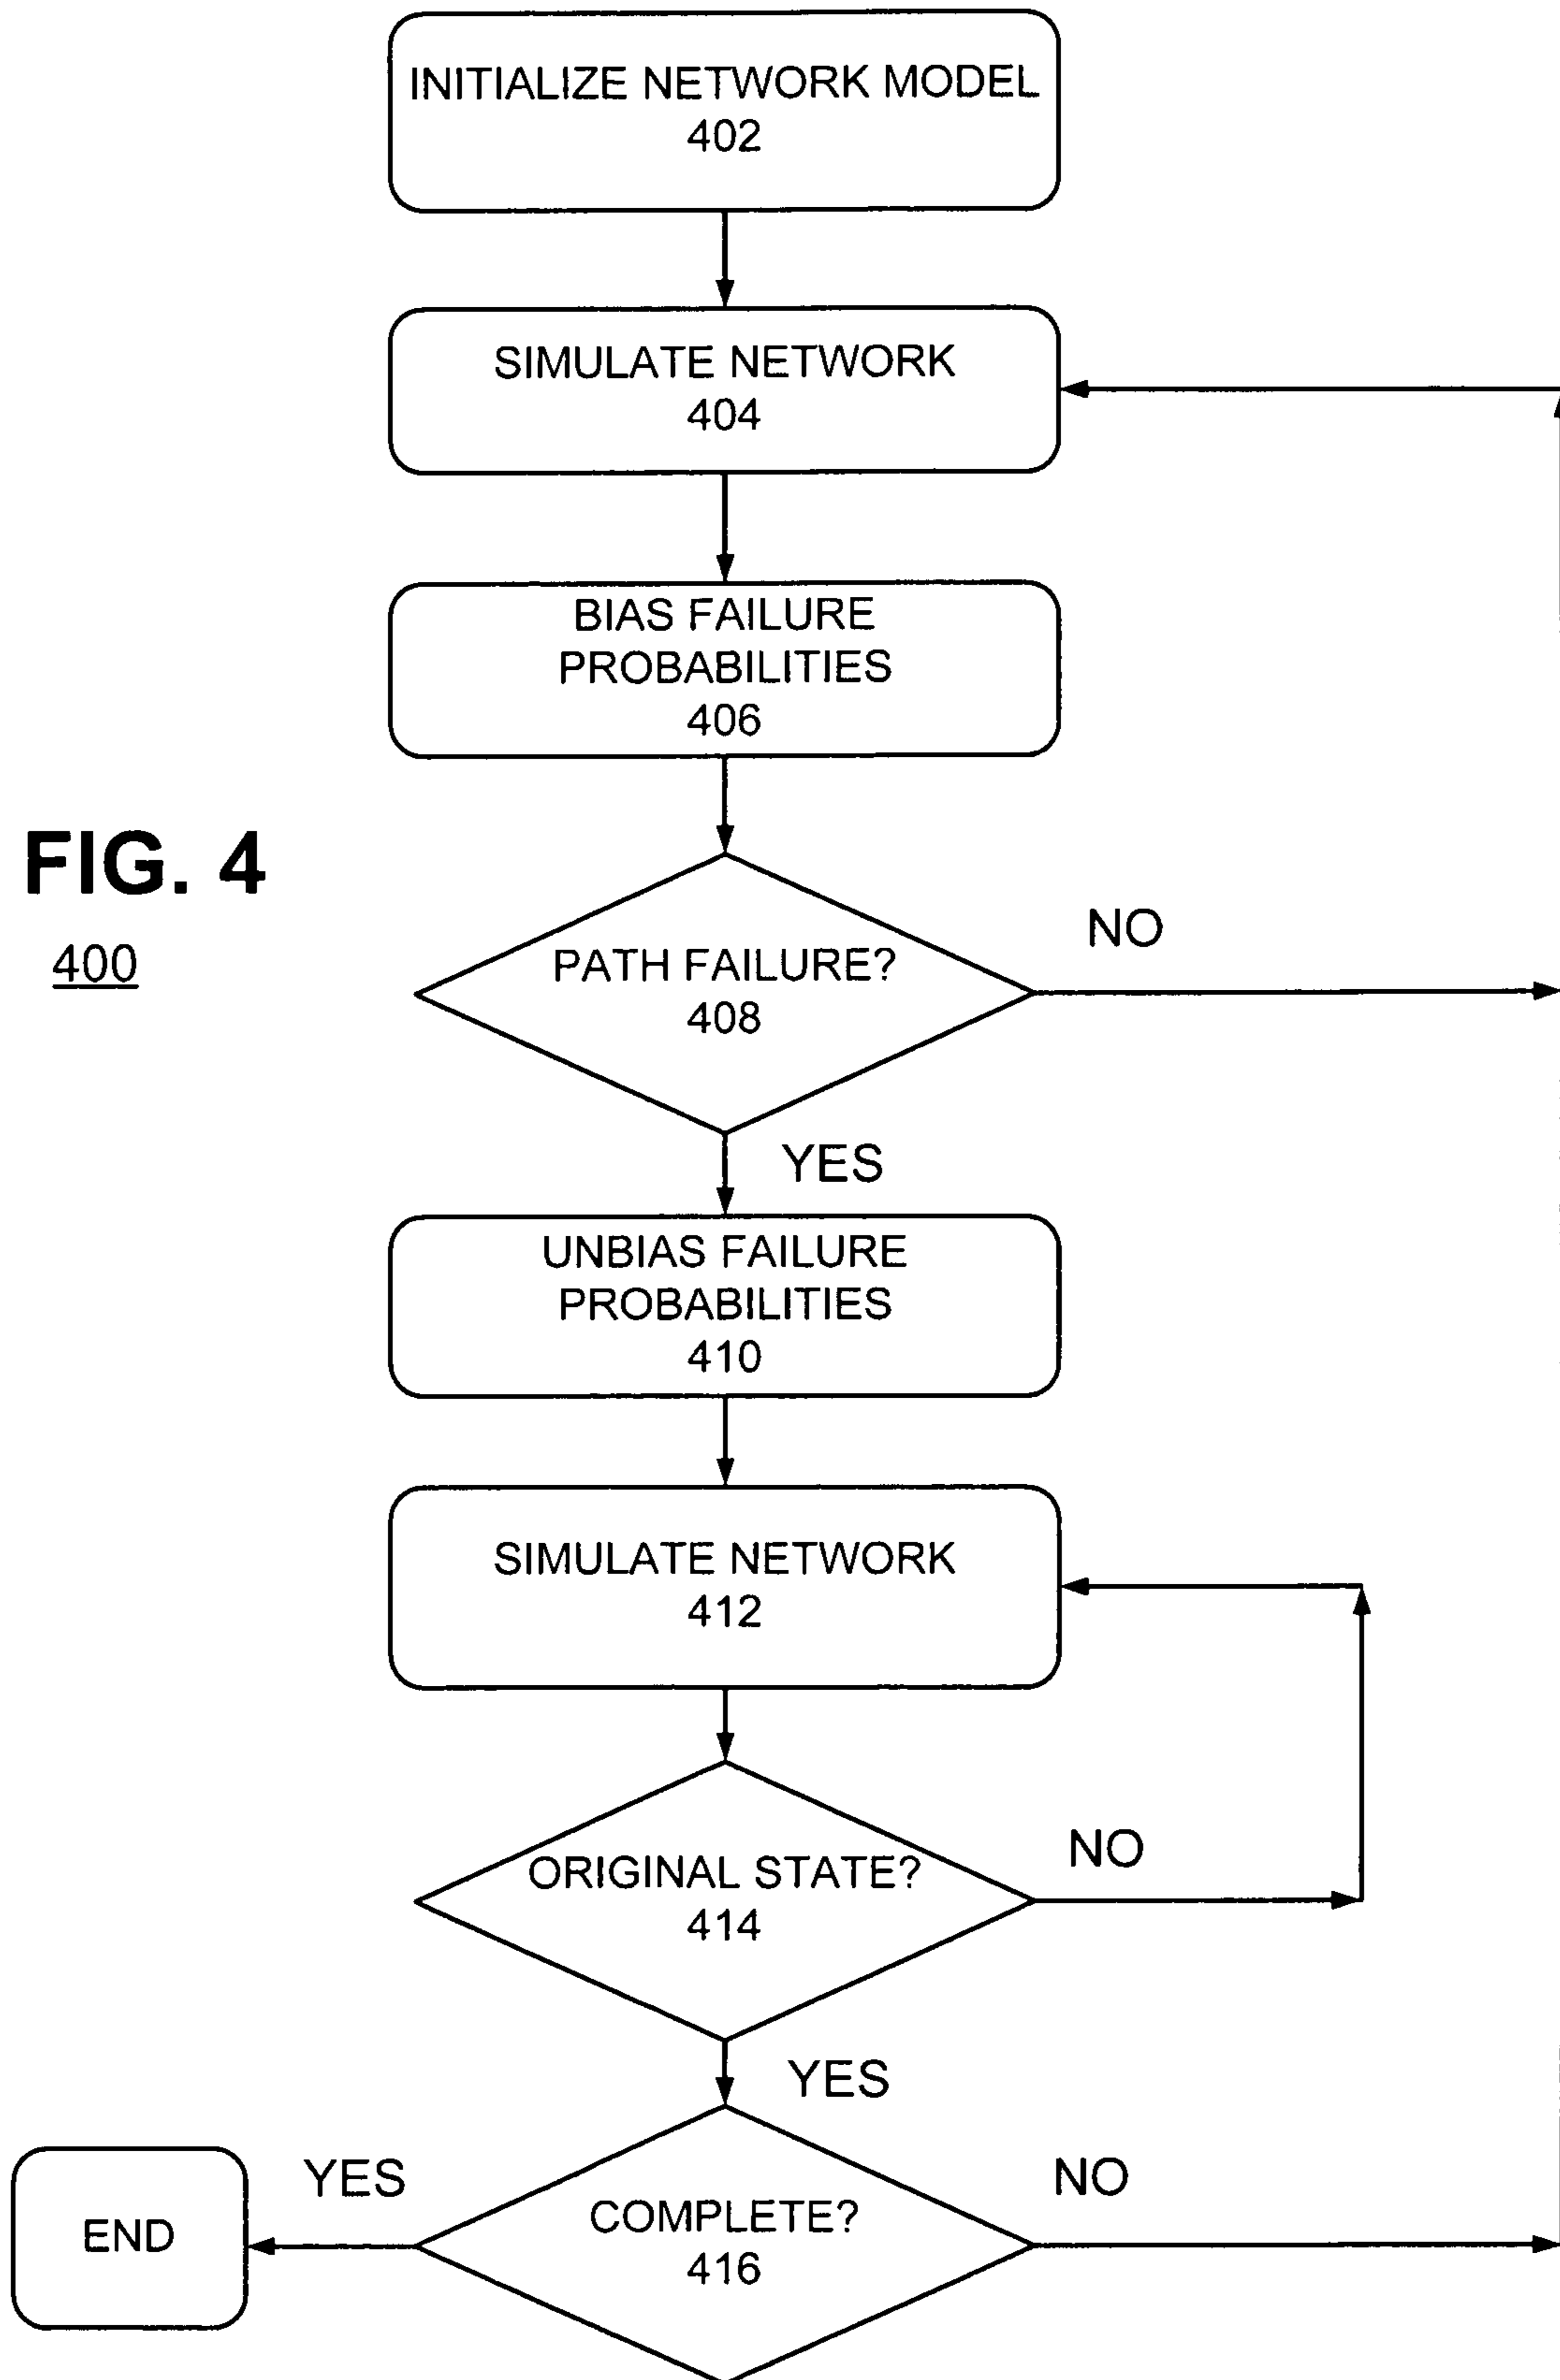 INITIALIZE NETWORK MODEL
402
SIMULATE NETWORK
404
BIAS FAILURE
PROBABILITIES
406
FIG. 4
400
PATH FAILURE?
408
NO
YES
UNBIAS FAILURE
PROBABILITIES
410
SIMULATE NETWORK
412
ORIGINAL STATE?
414
NO
YES
COMPLETE?
416
YES
NO
END